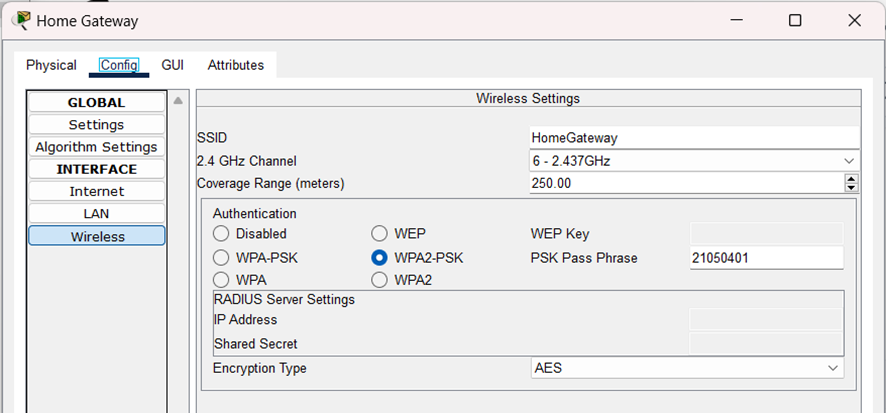 Home Gateway
Physical Config GUI Attributes
GLOBAL
Settings
Algorithm Settings
INTERFACE
Internet
LAN
Wireless
Wireless Settings
SSID HomeGateway
2.4 GHz Channel 6 - 2.437GHz
Coverage Range (meters) 250.00
Authentication
Disabled WEP WEP Key
WPA-PSK WPA2-PSK PSK Pass Phrase 21050401
WPA WPA2
RADIUS Server Settings
IP Address
Shared Secret
Encryption Type AES